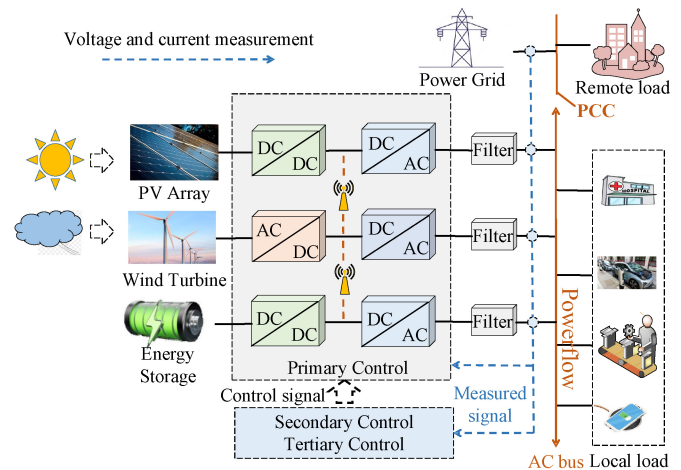 Voltage and current measurement
Power Grid
Remote load
PCC
DC
DC
DC
AC
Filter
PV Array
HOSPITAL
AC
DC
DC
AC
Filter
Wind Turbine
DC
DC
DC
AC
Filter
Powerflow
Energy
Storage
Primary Control
Control signal
Measured
signal
Secondary Control
Tertiary Control
AC bus
Local load